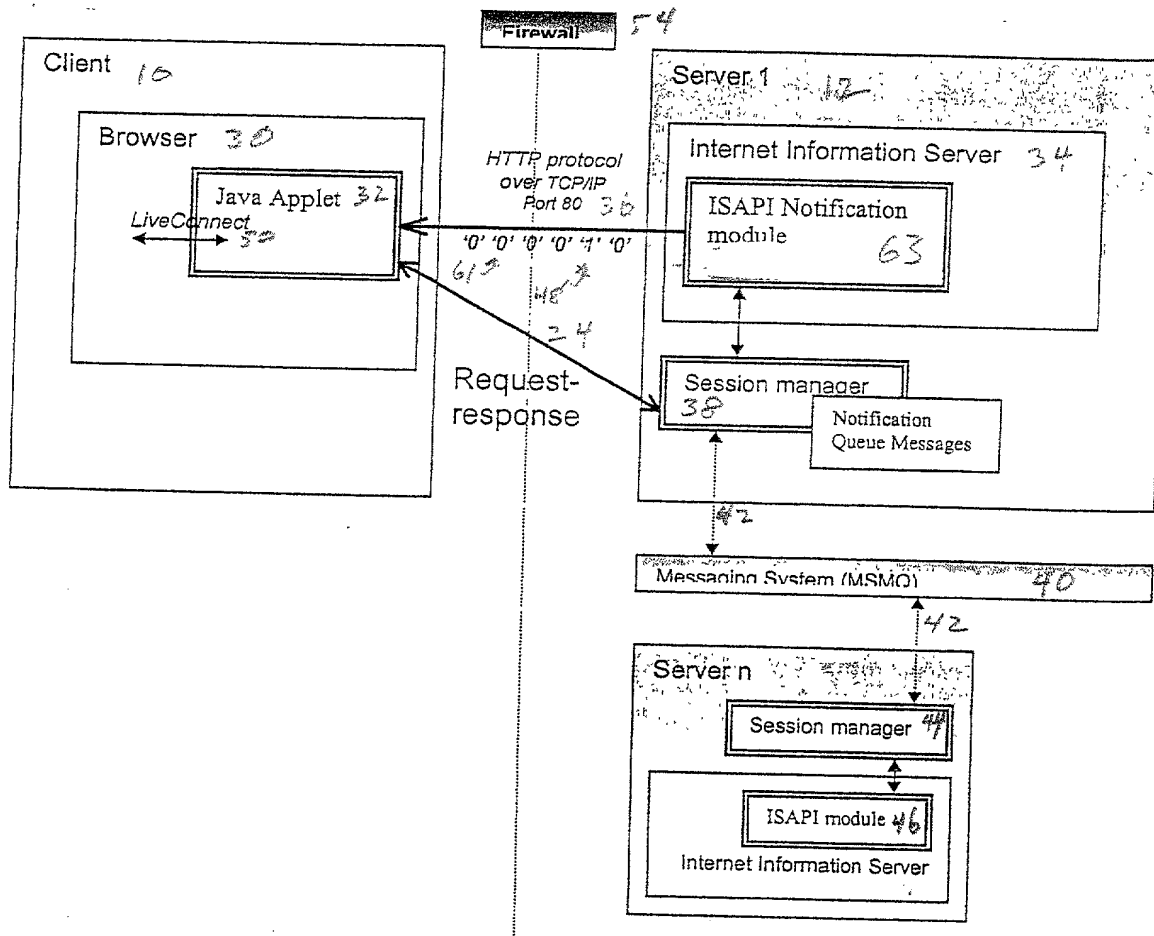 Firewall 54
Client 10
Browser 30
Java Applet 32
LiveConnect
50
HTTP protocol
over TCP/IP
Port 80 36
'0' '0' '0' '0' '1' '0'
61
48
24
Request-
response
Server 1 12
Internet Information Server 34
ISAPI Notification
module 63
Session manager
38
Notification
Queue Messages
42
Messaging System (MSMQ) 40
42
Server n
Session manager 44
ISAPI module 46
Internet Information Server